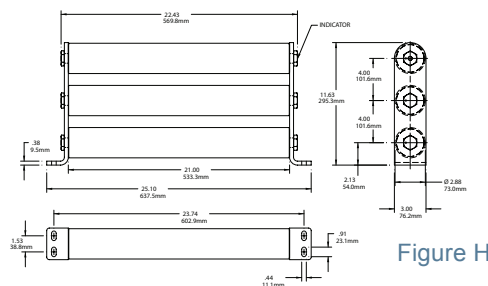 22.43
569.8mm
INDICATOR
4.00
101.6mm
11.63
295.3mm
4.00
101.6mm
.38
9.5mm
21.00
533.3mm
2.13
54.0mm
Ø 2.88
73.0mm
25.10
637.5mm
3.00
76.2mm
23.74
602.9mm
1.53
38.8mm
.91
23.1mm
Figure H
.44
11.1mm